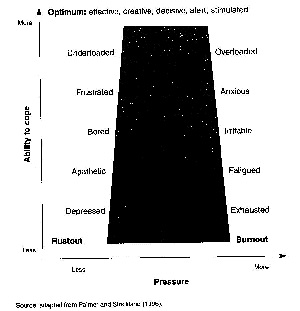 Optimum: effective, creative, decisive, alert, stimulated
More
Underloaded
Overloaded
Frustrated
Anxious
Bored
Irritable
Apathetic
Fatigued
Depressed
Exhausted
Rustout
Burnout
Less
Ability to cope
Less
More
Pressure
Source: adapted from Palmer and Strickland (1996).